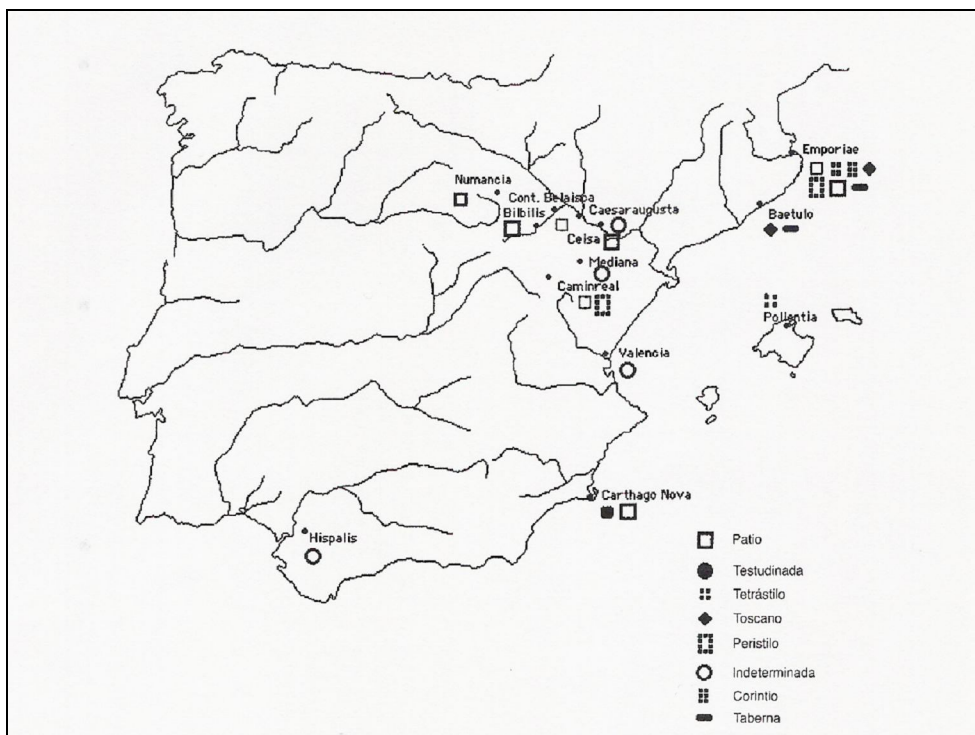 Emporiae
Numancia
Cont. Belaisca
Bilbilis
Caesaraugusta
Baetulo
Ceisa
Mediana
Caminreal
Pollentia
Valencia
Carthago Nova
Hispalis
Patio
Testudinada
Tetrástilo
Toscano
Peristilo
Indeterminada
Corintio
Taberna